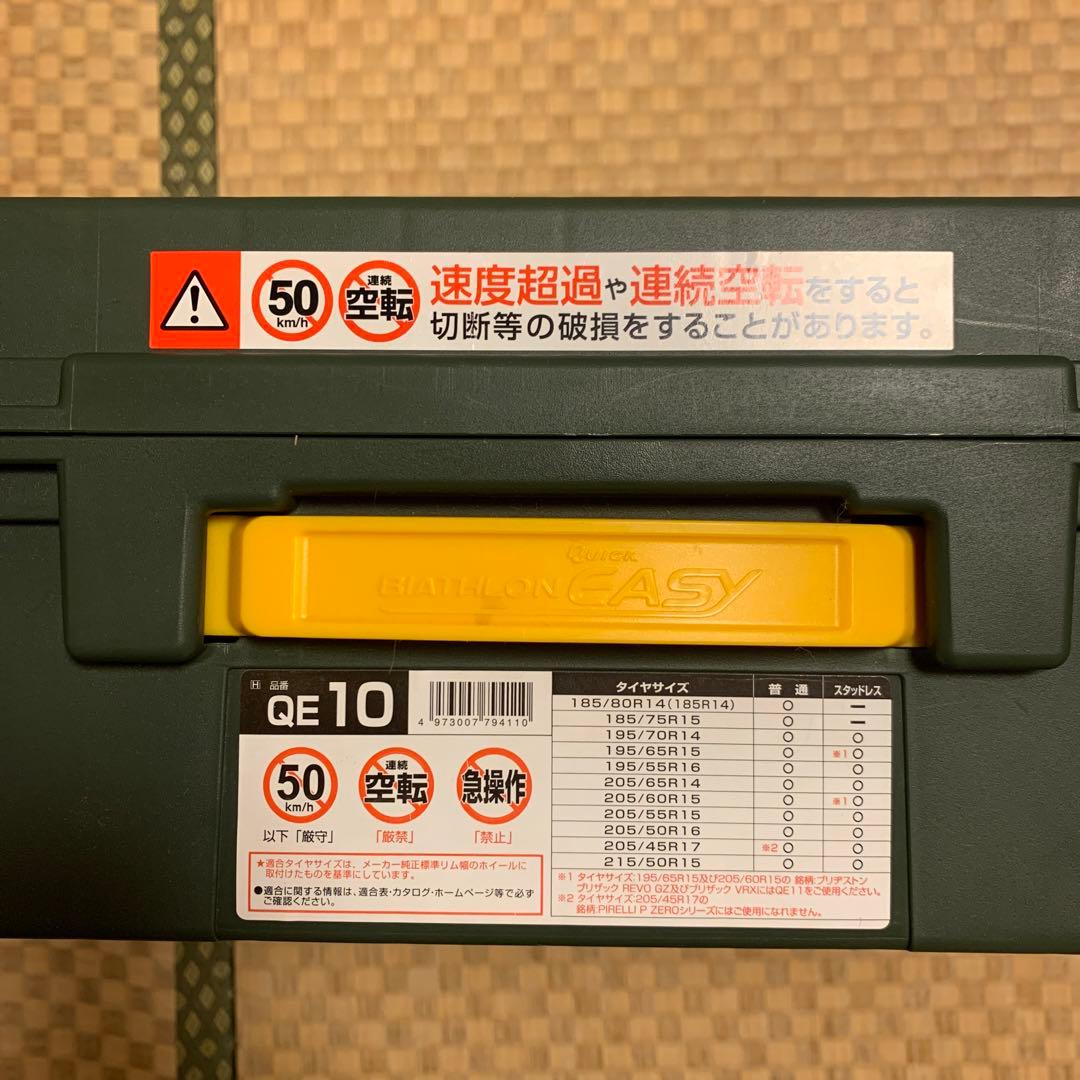 50
km/h
連続
空転
速度超過や連続空転をすると
切断等の破損をすることがあります。
QUICK
BIATHLON EASY
H 品番
QE10
4 973007 794110
50
km/h
以下「厳守」
連続
空転
「厳禁」
急操作
「禁止」
★適合タイヤサイズは、メーカー純正標準リム幅のホイールに
取付けたものを基準にしています。
●適合に関する情報は、適合表・カタログ・ホームページ等で必ず
ご確認ください。
タイヤサイズ 普通 スタッドレス
185/80R14(185R14) ○ ー
185/75R15 ○ ー
195/70R14 ○ ○
195/65R15 ○ ※1 ○
195/55R16 ○ ○
205/65R14 ○ ○
205/60R15 ○ ※1 ○
205/55R15 ○ ○
205/50R16 ○ ○
205/45R17 ※2 ○ ○
215/50R15 ○ ○
※1 タイヤサイズ:195/65R15及び205/60R15の 銘柄:ブリヂストン
ブリザック REVO GZ及びブリザック VRXにはQE11をご使用ください。
※2 タイヤサイズ:205/45R17の
銘柄:PIRELLI P ZEROシリーズにはご使用になれません。